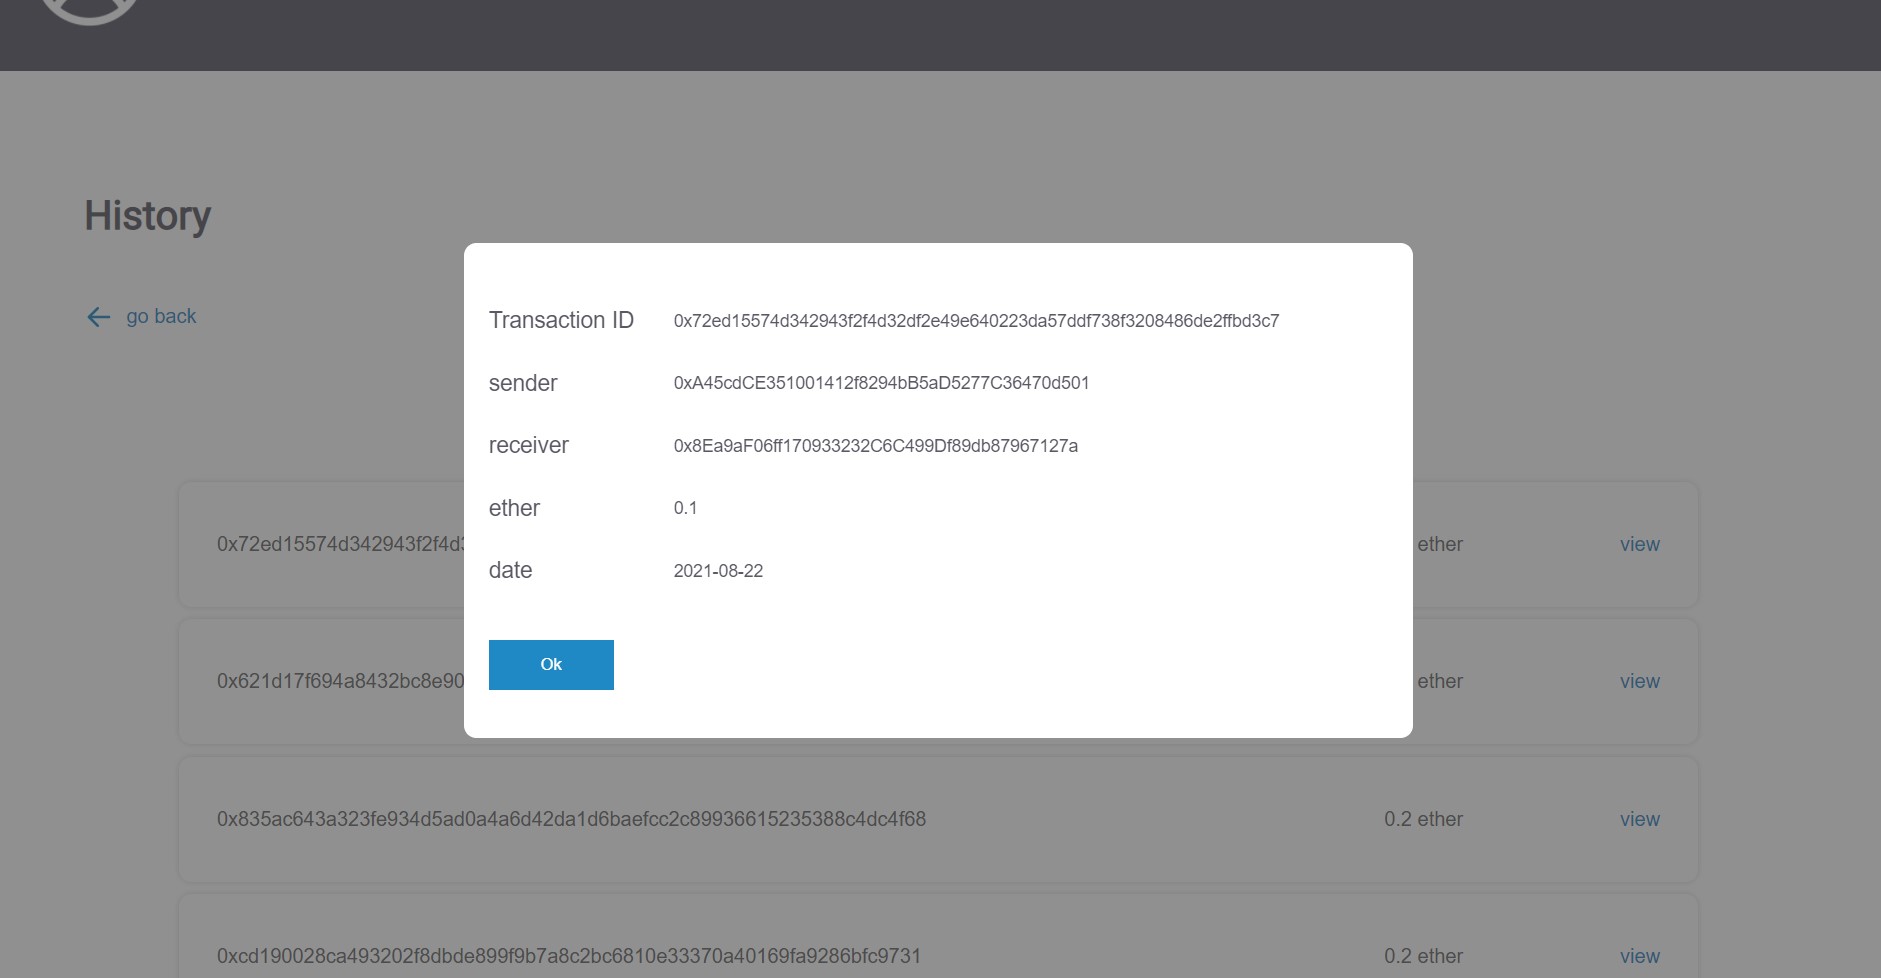 History
go back
Transaction ID 0x72ed15574d342943f2f4d32df2e49e640223da57ddf738f3208486de2ffbd3c7
sender 0xA45cdCE351001412f8294bB5aD5277C36470d501
receiver 0x8Ea9aF06ff170933232C6C499Df89db87967127a
ether 0.1
date 2021-08-22
Ok
0x72ed15574d342943f2f4d ether view
0x621d17f694a8432bc8e90 ether view
0x835ac643a323fe934d5ad0a4a6d42da1d6baefcc2c89936615235388c4dc4f68 0.2 ether view
0xcd190028ca493202f8dbde899f9b7a8c2bc6810e33370a40169fa9286bfc9731 0.2 ether view